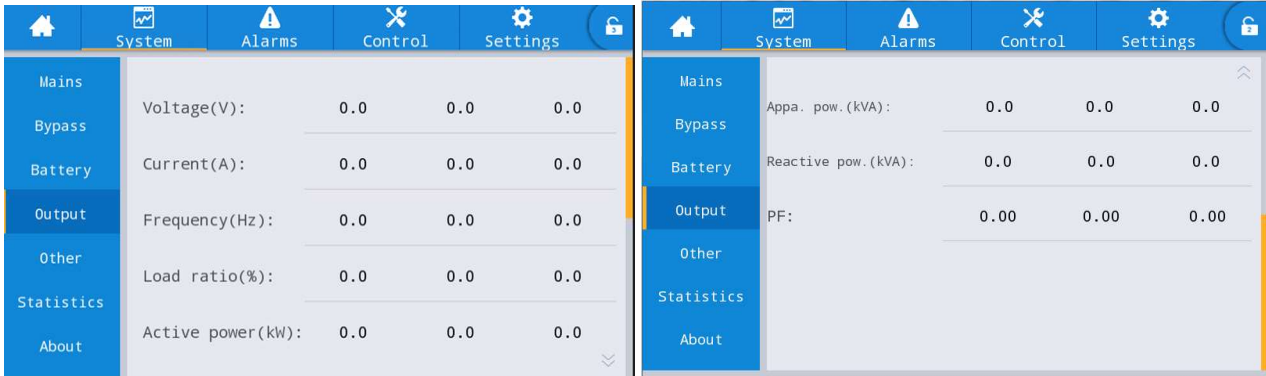 System Alarms Control Settings 3
Mains
Bypass
Battery
Output
Other
Statistics
About
Voltage(V): 0.0 0.0 0.0
Current(A): 0.0 0.0 0.0
Frequency(Hz): 0.0 0.0 0.0
Load ratio(%): 0.0 0.0 0.0
Active power(kW): 0.0 0.0 0.0
System Alarms Control Settings 2
Mains
Bypass
Battery
Output
Other
Statistics
About
Appa. pow.(kVA): 0.0 0.0 0.0
Reactive pow.(kVA): 0.0 0.0 0.0
PF: 0.00 0.00 0.00